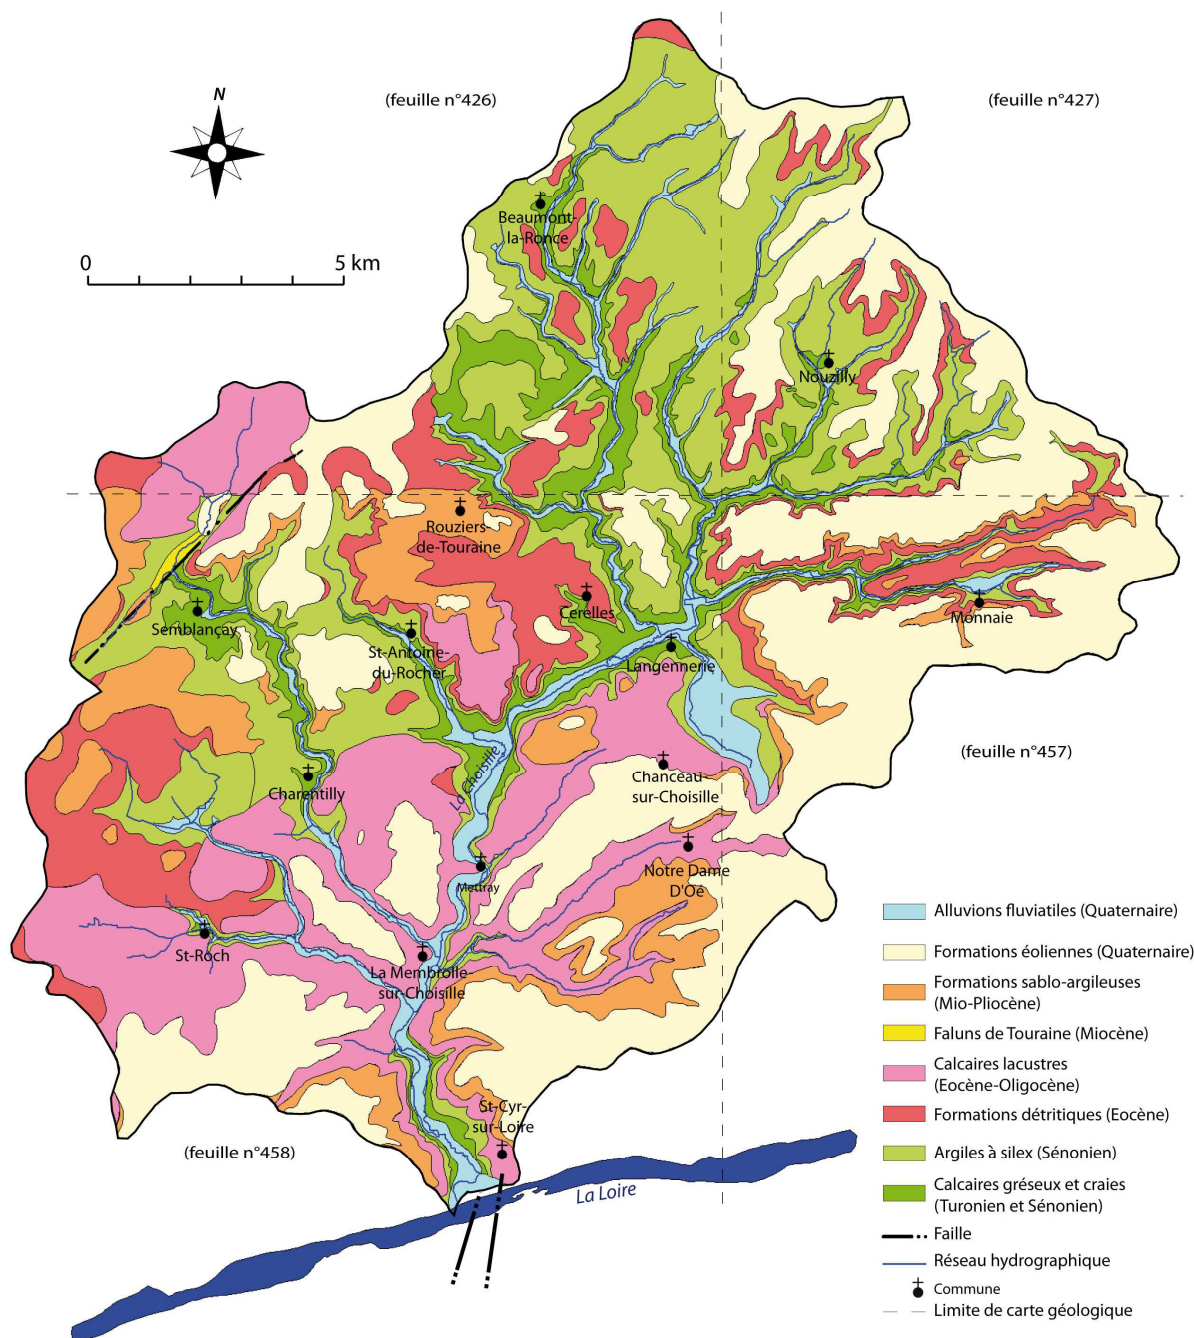 (feuille n°426)
(feuille n°427)
N
0
5 km
Beaumont-
la-Ronce
Nouzilly
Rouziers-
de-Touraine
Cerelles
Monnaie
Semblançay
St-Antoine-
du-Rocher
Langennerie
(feuille n°457)
La Choisille
Chanceau-
sur-Choisille
Charentilly
Mettray
Notre Dame
D'Oé
St-Roch
La Membrolle-
sur-Choisille
St-Cyr-
sur-Loire
(feuille n°458)
La Loire
Alluvions fluviatiles (Quaternaire)
Formations éoliennes (Quaternaire)
Formations sablo-argileuses
(Mio-Pliocène)
Faluns de Touraine (Miocène)
Calcaires lacustres
(Eocène-Oligocène)
Formations détritiques (Eocène)
Argiles à silex (Sénonien)
Calcaires gréseux et craies
(Turonien et Sénonien)
Faille
Réseau hydrographique
Commune
Limite de carte géologique